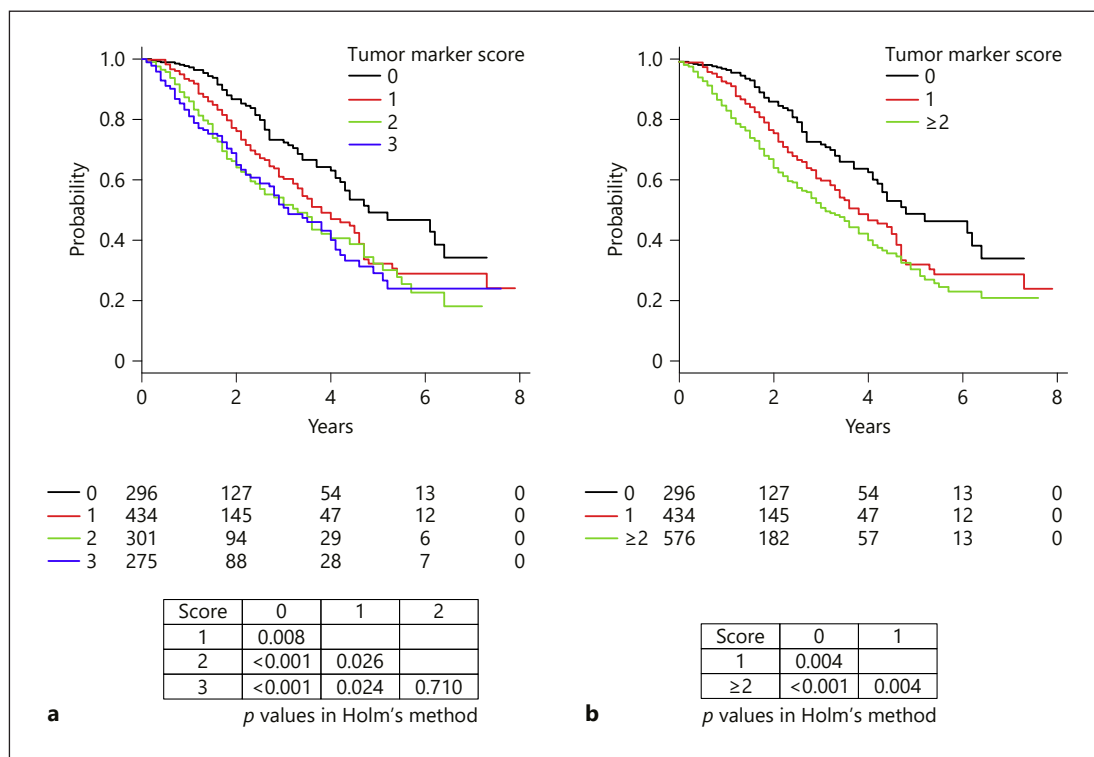 Tumor marker score
0
1
2
3
1.0
0.8
0.6
0.4
0.2
0
Probability
0 2 4 6 8
Years
0 296 127 54 13 0
1 434 145 47 12 0
2 301 94 29 6 0
3 275 88 28 7 0
Score 0 1 2
1 0.008
2 <0.001 0.026
3 <0.001 0.024 0.710
p values in Holm's method
a
Tumor marker score
0
1
≥2
1.0
0.8
0.6
0.4
0.2
0
Probability
0 2 4 6 8
Years
0 296 127 54 13 0
1 434 145 47 12 0
≥2 576 182 57 13 0
Score 0 1
1 0.004
≥2 <0.001 0.004
p values in Holm's method
b